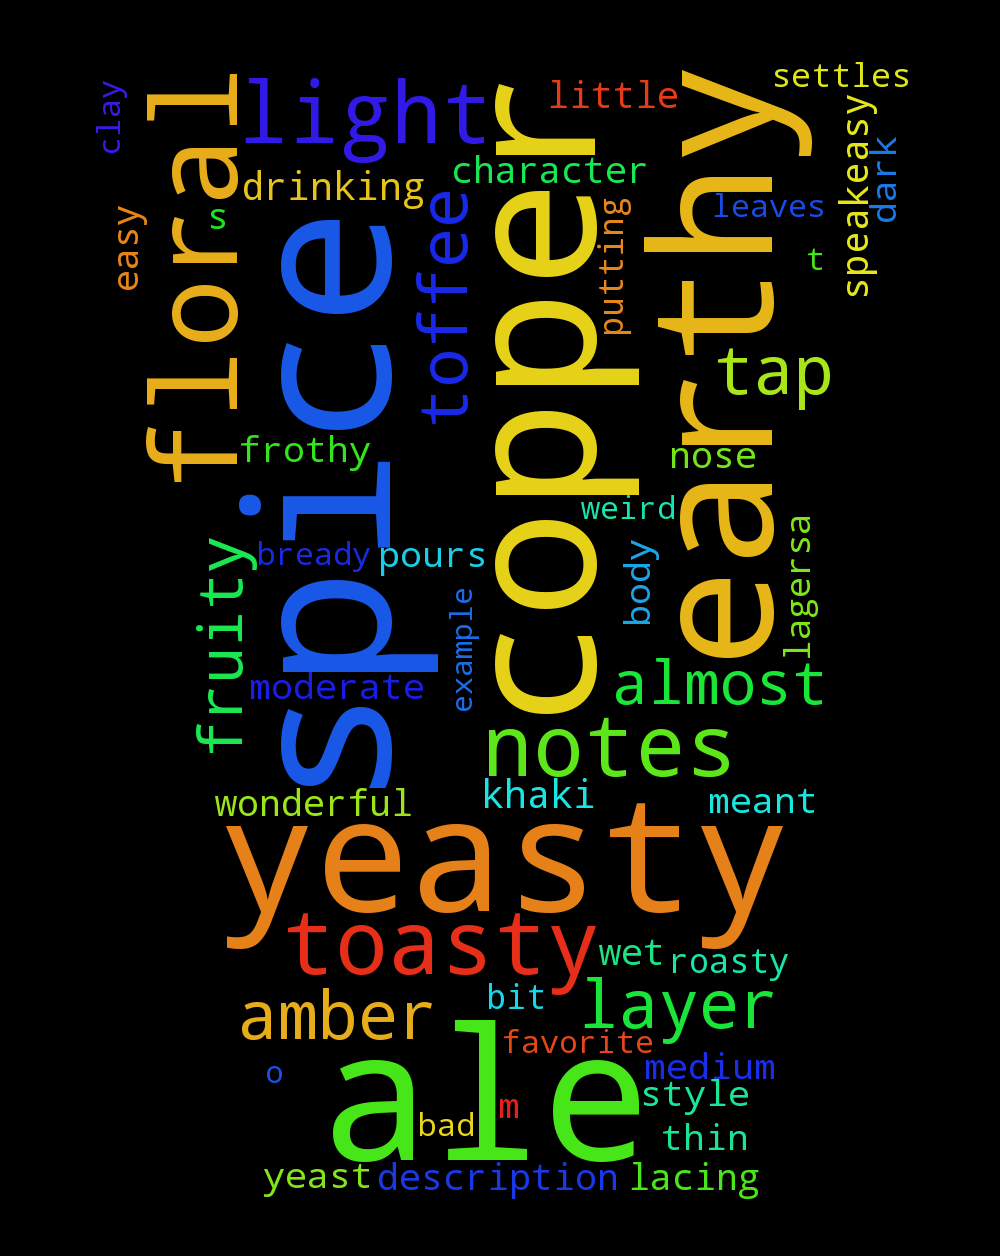 settles
clay
light
little
floral
copper
earthy
speakeasy
character
drinking
dark
toffee
leaves
putting
s
easy
spice
t
tap
frothy
nose
weird
lagersa
bready
pours
body
fruity
example
moderate
almost
notes
khaki
wonderful
meant
yeasty
toasty
wet
roasty
bit
layer
amber
favorite
ale
o
medium
style
m
bad
thin
yeast
description
lacing